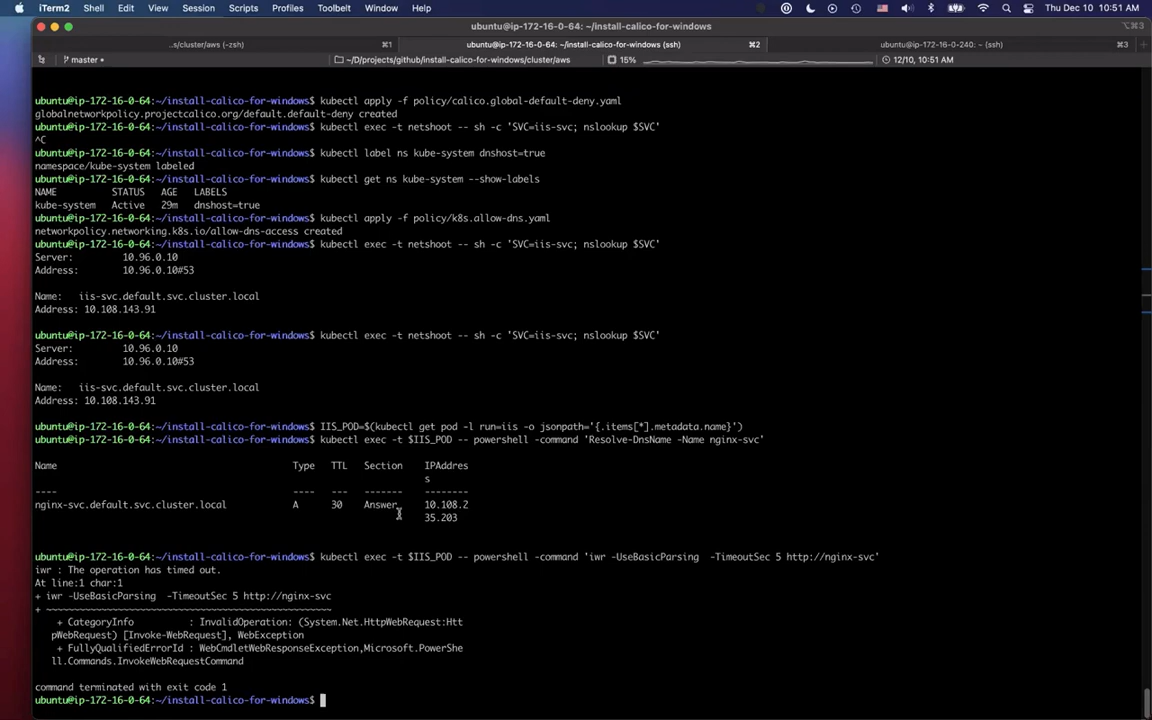 iTerm2 Shell Edit View Session Scripts Profiles Toolbelt Window Help Thu Dec 10 10:51 AM
ubuntu@ip-172-16-0-64: ~/install-calico-for-windows
⌥⌘3
..s/cluster/aws (-zsh) ⌘1 ubuntu@ip-172-16-0-64: ~/install-calico-for-windows (ssh) ⌘2 ubuntu@ip-172-16-0-240: ~ (ssh) ⌘3
master ~/D/projects/github/install-calico-for-windows/cluster/aws 15% 12/10, 10:51 AM
ubuntu@ip-172-16-0-64:~/install-calico-for-windows$ kubectl apply -f policy/calico.global-default-deny.yaml
globalnetworkpolicy.projectcalico.org/default.default-deny created
ubuntu@ip-172-16-0-64:~/install-calico-for-windows$ kubectl exec -t netshoot -- sh -c 'SVC=iis-svc; nslookup $SVC'
^C
ubuntu@ip-172-16-0-64:~/install-calico-for-windows$ kubectl label ns kube-system dnshost=true
namespace/kube-system labeled
ubuntu@ip-172-16-0-64:~/install-calico-for-windows$ kubectl get ns kube-system --show-labels
NAME STATUS AGE LABELS
kube-system Active 29m dnshost=true
ubuntu@ip-172-16-0-64:~/install-calico-for-windows$ kubectl apply -f policy/k8s.allow-dns.yaml
networkpolicy.networking.k8s.io/allow-dns-access created
ubuntu@ip-172-16-0-64:~/install-calico-for-windows$ kubectl exec -t netshoot -- sh -c 'SVC=iis-svc; nslookup $SVC'
Server: 10.96.0.10
Address: 10.96.0.10#53
Name: iis-svc.default.svc.cluster.local
Address: 10.108.143.91
ubuntu@ip-172-16-0-64:~/install-calico-for-windows$ kubectl exec -t netshoot -- sh -c 'SVC=iis-svc; nslookup $SVC'
Server: 10.96.0.10
Address: 10.96.0.10#53
Name: iis-svc.default.svc.cluster.local
Address: 10.108.143.91
ubuntu@ip-172-16-0-64:~/install-calico-for-windows$ IIS_POD=$(kubectl get pod -l run=iis -o jsonpath='{.items[*].metadata.name}')
ubuntu@ip-172-16-0-64:~/install-calico-for-windows$ kubectl exec -t $IIS_POD -- powershell -command 'Resolve-DnsName -Name nginx-svc'
Name Type TTL Section IPAddres
s
---- ---- --- ------- --------
nginx-svc.default.svc.cluster.local A 30 Answer 10.108.2
35.203
ubuntu@ip-172-16-0-64:~/install-calico-for-windows$ kubectl exec -t $IIS_POD -- powershell -command 'iwr -UseBasicParsing  -TimeoutSec 5 http://nginx-svc'
iwr : The operation has timed out.
At line:1 char:1
+ iwr -UseBasicParsing  -TimeoutSec 5 http://nginx-svc
+ ~~~~~~~~~~~~~~~~~~~~~~~~~~~~~~~~~~~~~~~~~~~~~~~~~~~~
+ CategoryInfo : InvalidOperation: (System.Net.HttpWebRequest:Htt
pWebRequest) [Invoke-WebRequest], WebException
+ FullyQualifiedErrorId : WebCmdletWebResponseException,Microsoft.PowerShe
ll.Commands.InvokeWebRequestCommand
command terminated with exit code 1
ubuntu@ip-172-16-0-64:~/install-calico-for-windows$